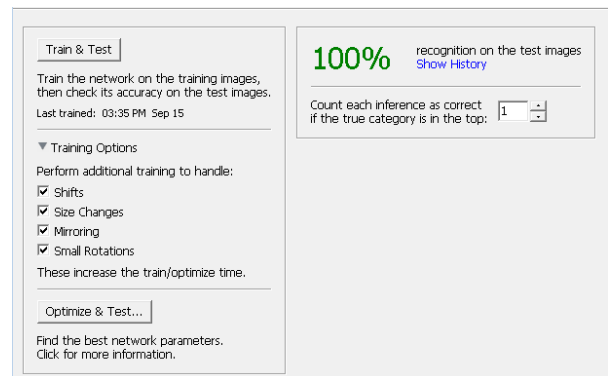 Train & Test
Train the network on the training images,
then check its accuracy on the test images.
Last trained: 03:35 PM Sep 15
Training Options
Perform additional training to handle:
Shifts
Size Changes
Mirroring
Small Rotations
These increase the train/optimize time.
Optimize & Test...
Find the best network parameters.
Click for more information.
100%
recognition on the test images
Show History
Count each inference as correct
if the true category is in the top:
1